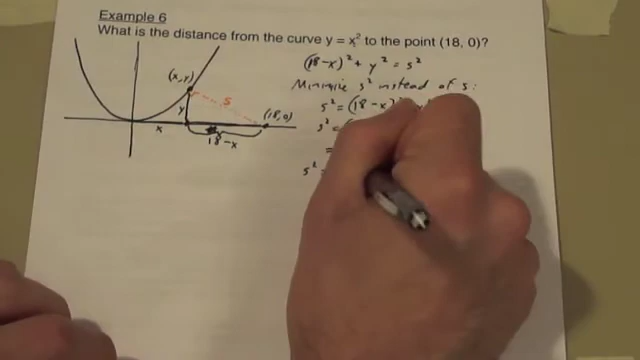 Example 6
What is the distance from the curve y = x² to the point (18, 0)?
(18-x)² + y² = s²
Minimize s² instead of s:
s² = (18-x)²
s² =
=
s² =
(x, y)
s
y
(18, 0)
x
18-x